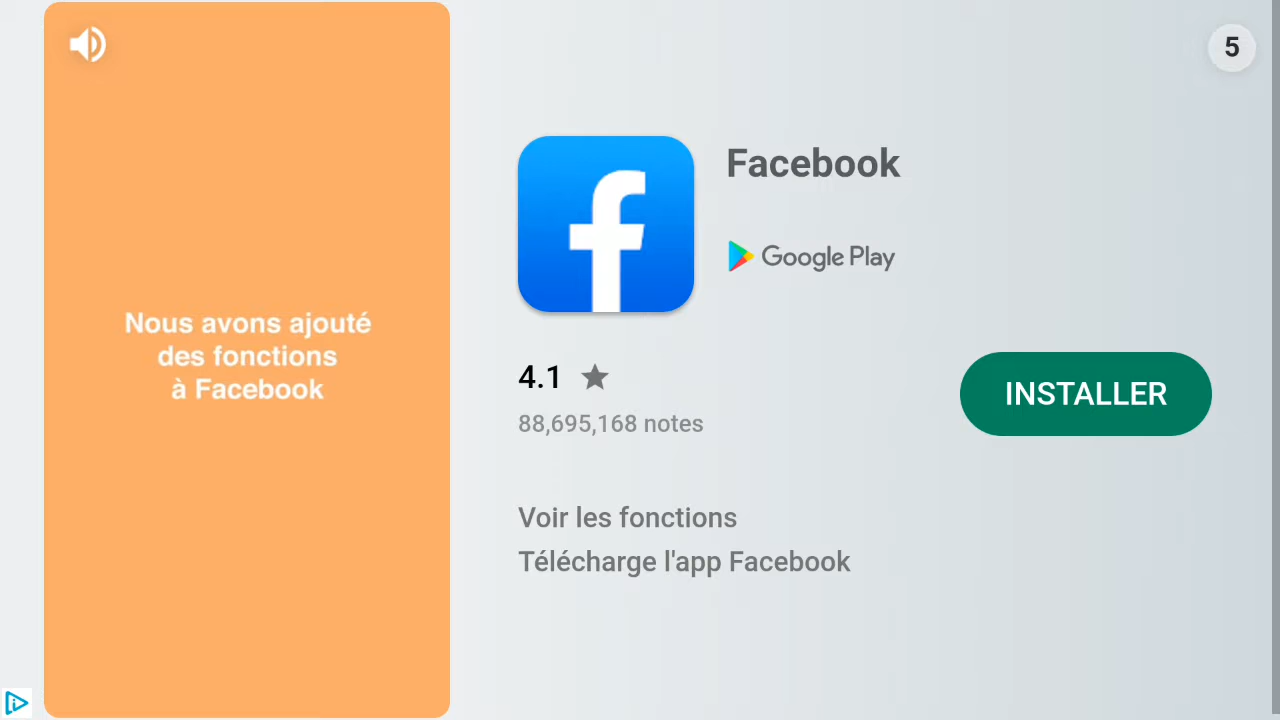 Nous avons ajouté
des fonctions
à Facebook
5
Facebook
Google Play
4.1
88,695,168 notes
INSTALLER
Voir les fonctions
Télécharge l'app Facebook